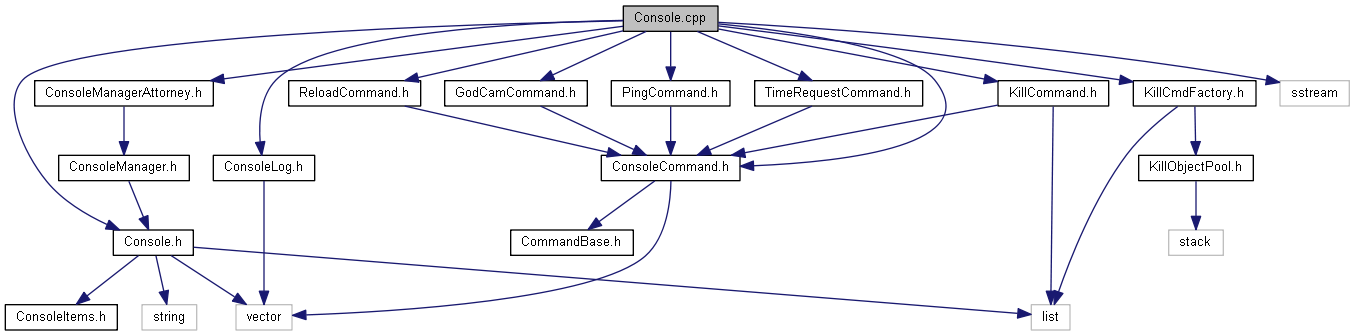 Console.cpp
ConsoleManagerAttorney.h
ReloadCommand.h
GodCamCommand.h
PingCommand.h
TimeRequestCommand.h
KillCommand.h
KillCmdFactory.h
sstream
ConsoleManager.h
ConsoleLog.h
ConsoleCommand.h
KillObjectPool.h
Console.h
CommandBase.h
stack
ConsoleItems.h
string
vector
list